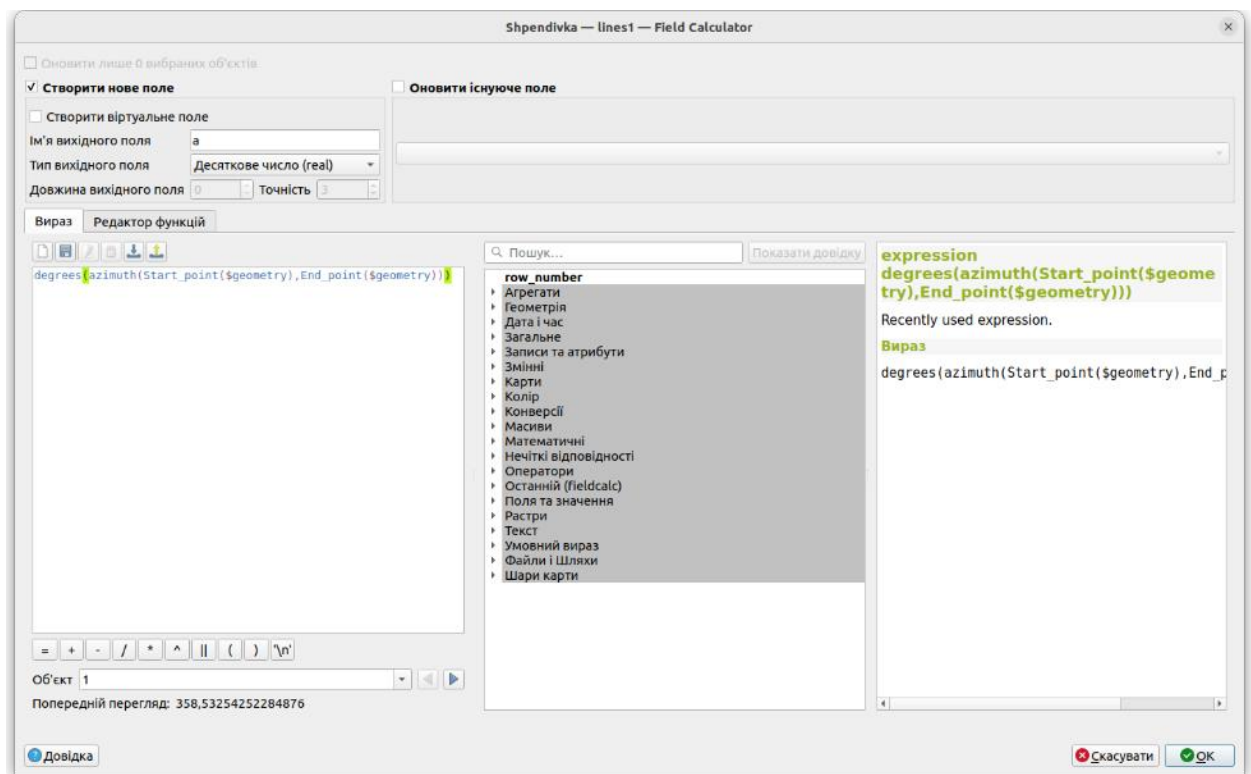 Shpendivka — lines1 — Field Calculator
Оновити лише 0 вибраних об'єктів
Створити нове поле
Оновити існуюче поле
Створити віртуальне поле
Ім'я вихідного поля a
Тип вихідного поля Десяткове число (real)
Довжина вихідного поля 0 Точність 3
Вираз Редактор функцій
degrees(azimuth(Start_point($geometry),End_point($geometry)))
= + - / * ^ || ( ) '\n'
Об'єкт 1
Попередній перегляд: 358,53254252284876
Пошук... Показати довідку
row_number
Агрегати
Геометрія
Дата і час
Загальне
Записи та атрибути
Змінні
Карти
Колір
Конверсії
Масиви
Математичні
Нечіткі відповідності
Оператори
Останній (fieldcalc)
Поля та значення
Растри
Текст
Умовний вираз
Файли і Шляхи
Шари карти
expression
degrees(azimuth(Start_point($geome
try),End_point($geometry)))
Recently used expression.
Вираз
degrees(azimuth(Start_point($geometry),End_p
Довідка
Скасувати OK